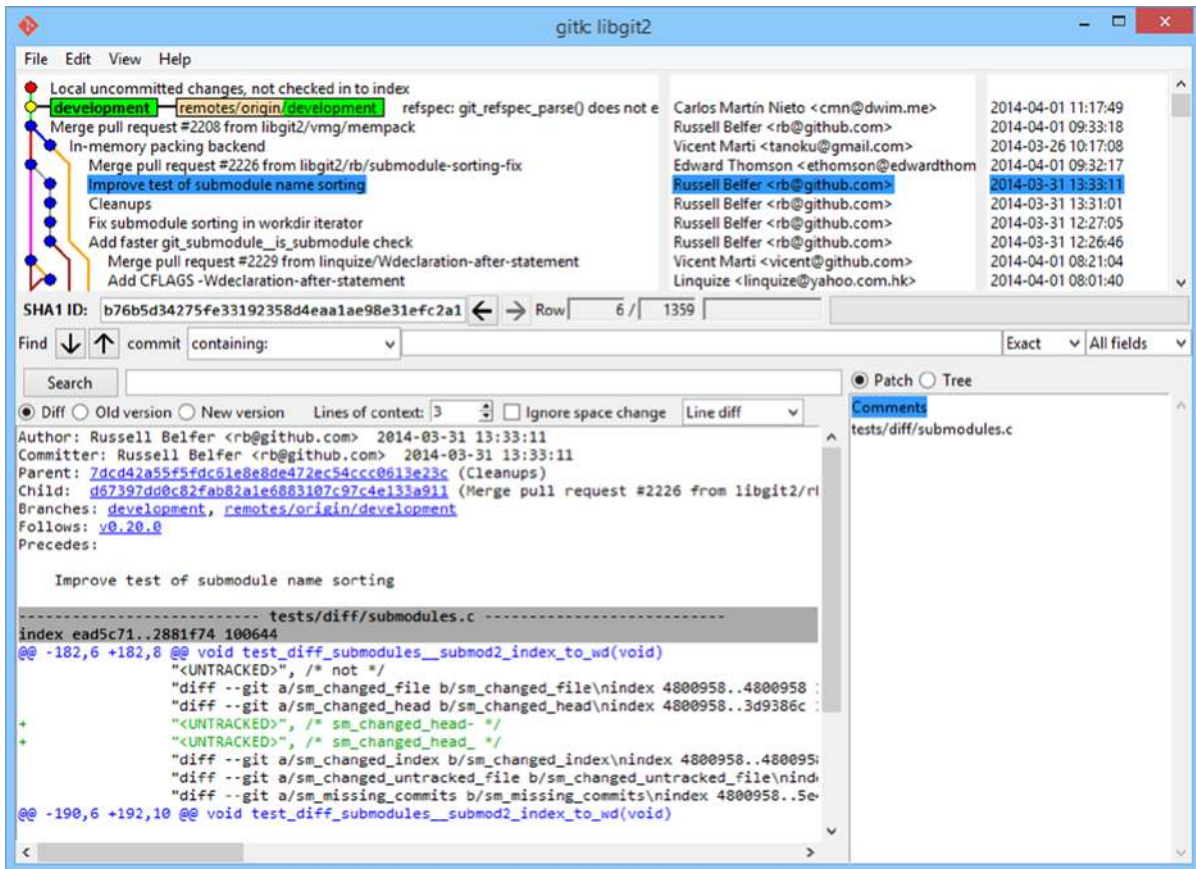 gitk: libgit2
File Edit View Help
Local uncommitted changes, not checked in to index
development remotes/origin/development refspec: git_refspec_parse() does not e Carlos Martín Nieto <cmn@dwim.me> 2014-04-01 11:17:49
Merge pull request #2208 from libgit2/vmg/mempack Russell Belfer <rb@github.com> 2014-04-01 09:33:18
In-memory packing backend Vicent Marti <tanoku@gmail.com> 2014-03-26 10:17:08
Merge pull request #2226 from libgit2/rb/submodule-sorting-fix Edward Thomson <ethomson@edwardthom 2014-04-01 09:32:17
Improve test of submodule name sorting Russell Belfer <rb@github.com> 2014-03-31 13:33:11
Cleanups Russell Belfer <rb@github.com> 2014-03-31 13:31:01
Fix submodule sorting in workdir iterator Russell Belfer <rb@github.com> 2014-03-31 12:27:05
Add faster git_submodule__is_submodule check Russell Belfer <rb@github.com> 2014-03-31 12:26:46
Merge pull request #2229 from linquize/Wdeclaration-after-statement Vicent Marti <vicent@github.com> 2014-04-01 08:21:04
Add CFLAGS -Wdeclaration-after-statement Linquize <linquize@yahoo.com.hk> 2014-04-01 08:01:40
SHA1 ID: b76b5d34275fe33192358d4eaa1ae98e31efc2a1 Row 6 / 1359
Find commit containing: Exact All fields
Search Patch Tree
Diff Old version New version Lines of context: 3 Ignore space change Line diff
Comments
tests/diff/submodules.c
Author: Russell Belfer <rb@github.com> 2014-03-31 13:33:11
Committer: Russell Belfer <rb@github.com> 2014-03-31 13:33:11
Parent: 7dcd42a55f5fdc61e8e8de472ec54ccc0613e23c (Cleanups)
Child: d67397dd0c82fab82a1e6883107c97c4e133a911 (Merge pull request #2226 from libgit2/rl
Branches: development, remotes/origin/development
Follows: v0.20.0
Precedes:
Improve test of submodule name sorting
--------------------------- tests/diff/submodules.c ---------------------------
index ead5c71..2881f74 100644
@@ -182,6 +182,8 @@ void test_diff_submodules__submod2_index_to_wd(void)
"<UNTRACKED>", /* not */
"diff --git a/sm_changed_file b/sm_changed_file\nindex 4800958..4800958
"diff --git a/sm_changed_head b/sm_changed_head\nindex 4800958..3d9386c
+ "<UNTRACKED>", /* sm_changed_head- */
+ "<UNTRACKED>", /* sm_changed_head_ */
"diff --git a/sm_changed_index b/sm_changed_index\nindex 4800958..480095
"diff --git a/sm_changed_untracked_file b/sm_changed_untracked_file\nind
"diff --git a/sm_missing_commits b/sm_missing_commits\nindex 4800958..5e
@@ -190,6 +192,10 @@ void test_diff_submodules__submod2_index_to_wd(void)